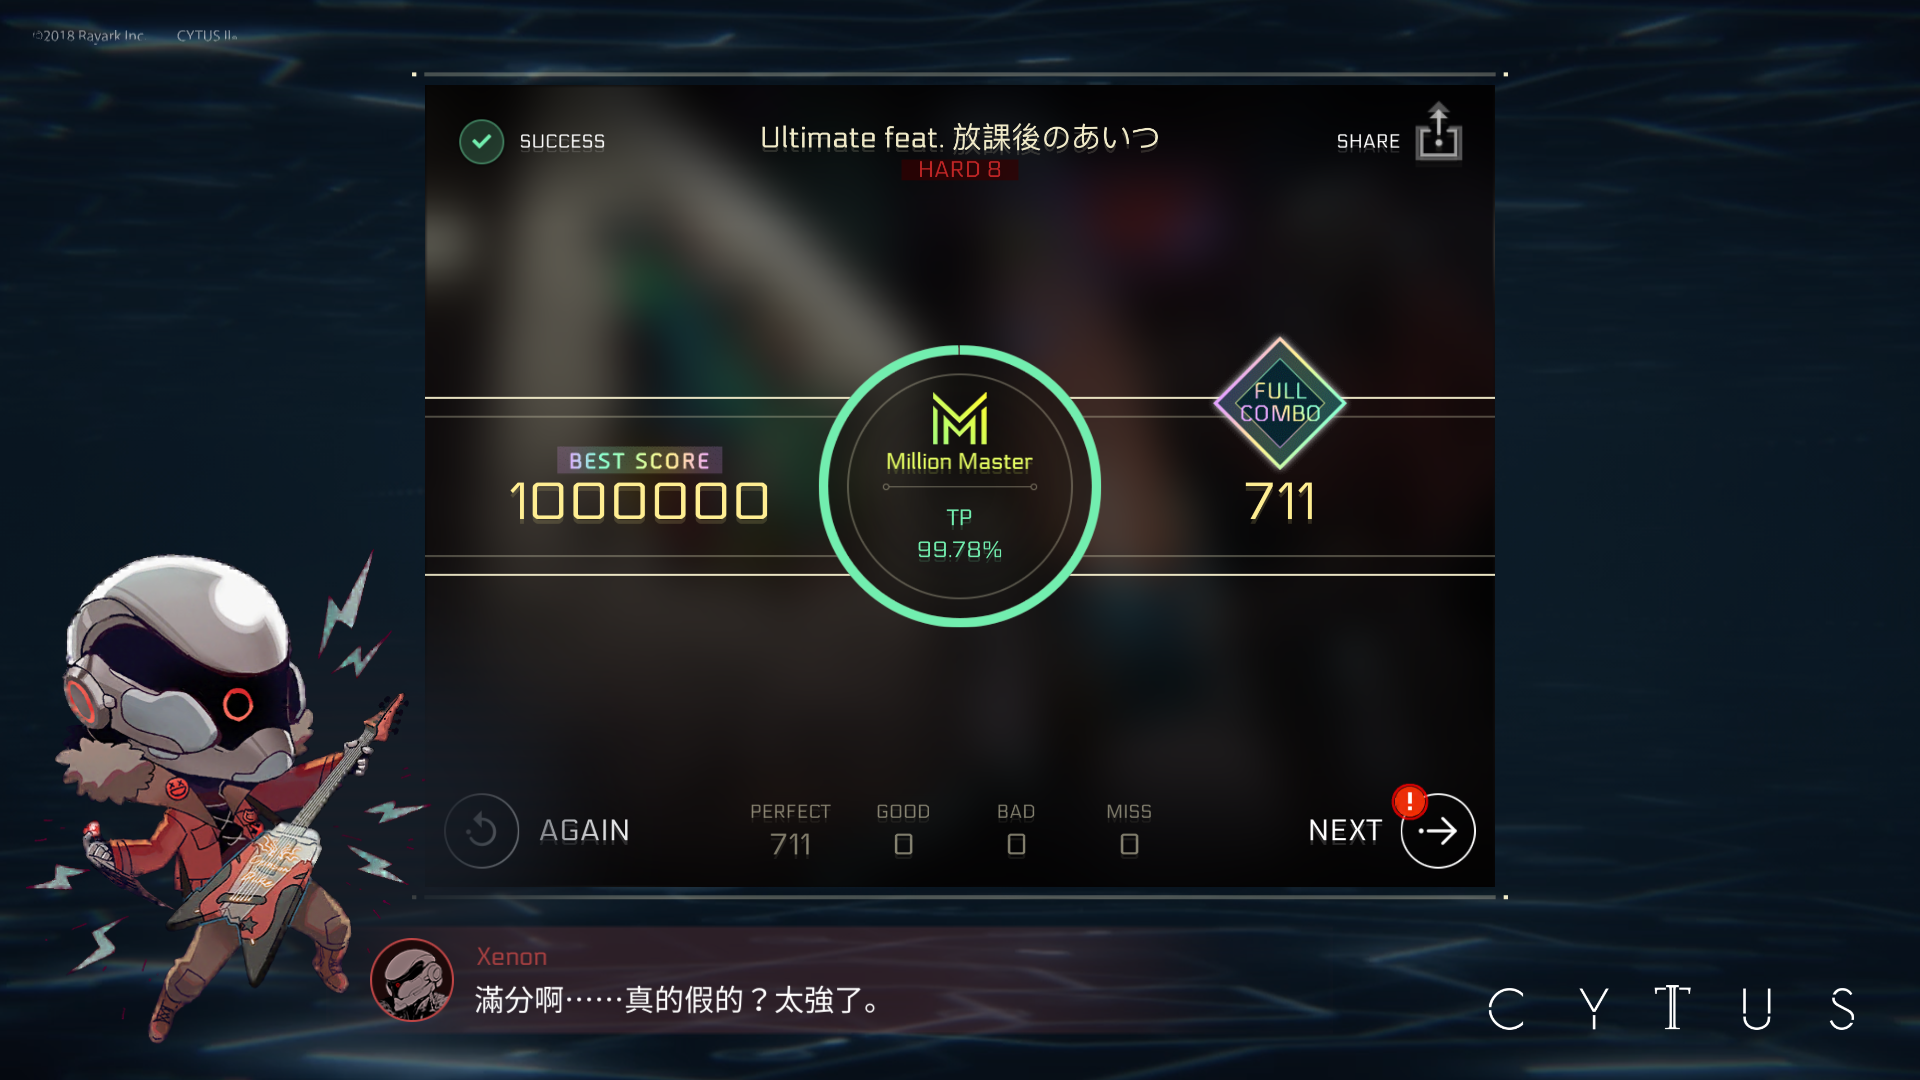 ©2018 Rayark Inc. CYTUS II
SUCCESS
Ultimate feat. 放課後のあいつ
HARD 8
SHARE
FULL
COMBO
Million Master
BEST SCORE
1000000
711
TP
99.78%
AGAIN
PERFECT GOOD BAD MISS
711 0 0 0
NEXT
Xenon
滿分啊⋯⋯真的假的？太強了。
CYTUS